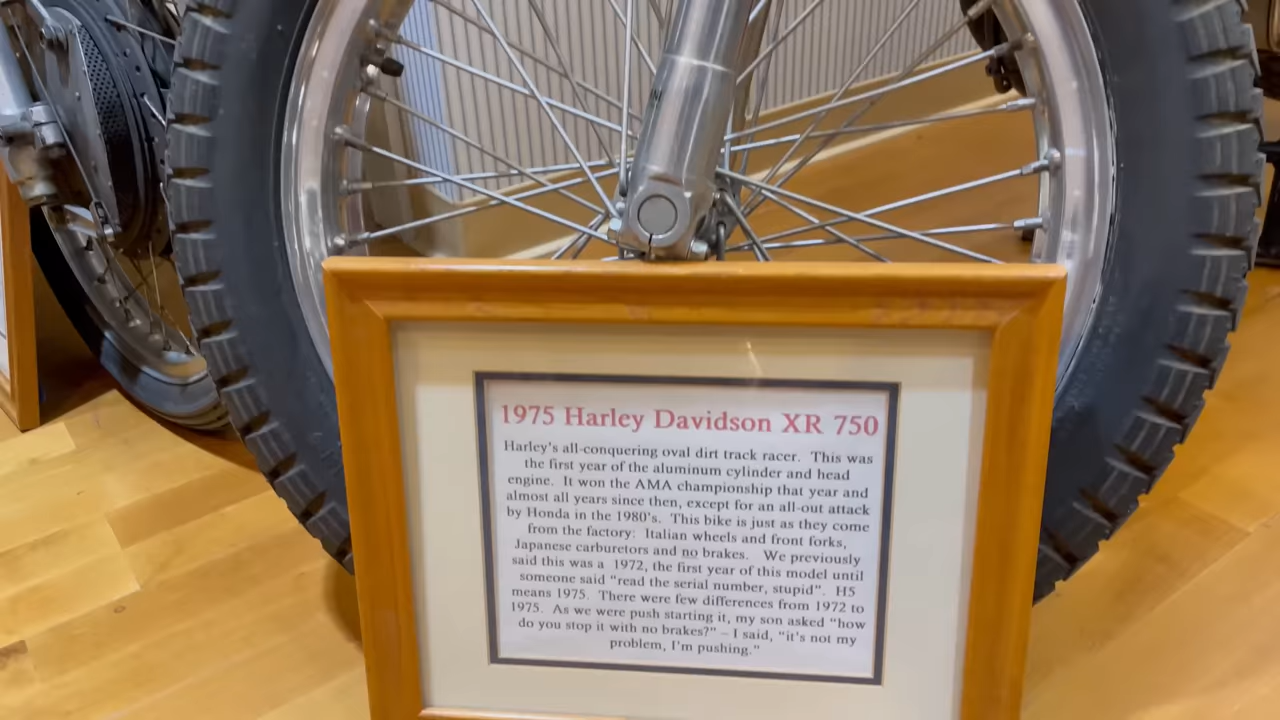 1975 Harley Davidson XR 750
Harley's all-conquering oval dirt track racer. This was
the first year of the aluminum cylinder and head
engine. It won the AMA championship that year and
almost all years since then, except for an all-out attack
by Honda in the 1980's. This bike is just as they come
from the factory: Italian wheels and front forks,
Japanese carburetors and no brakes. We previously
said this was a 1972, the first year of this model until
someone said "read the serial number, stupid". H5
means 1975. There were few differences from 1972 to
1975. As we were push starting it, my son asked "how
do you stop it with no brakes?" – I said, "it's not my
problem, I'm pushing."